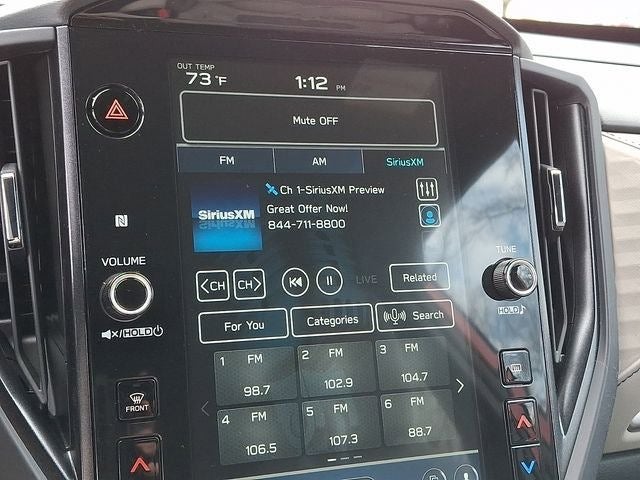 OUT TEMP
73 °F 1:12 PM
Mute OFF
FM AM SiriusXM
Ch 1-SiriusXM Preview
SiriusXM
Great Offer Now!
844-711-8800
VOLUME
TUNE
<CH CH> LIVE Related
HOLD
HOLD
For You Categories Search
1 FM 98.7
2 FM 102.9
3 FM 104.7
FRONT
4 FM 106.5
5 FM 107.3
6 FM 88.7